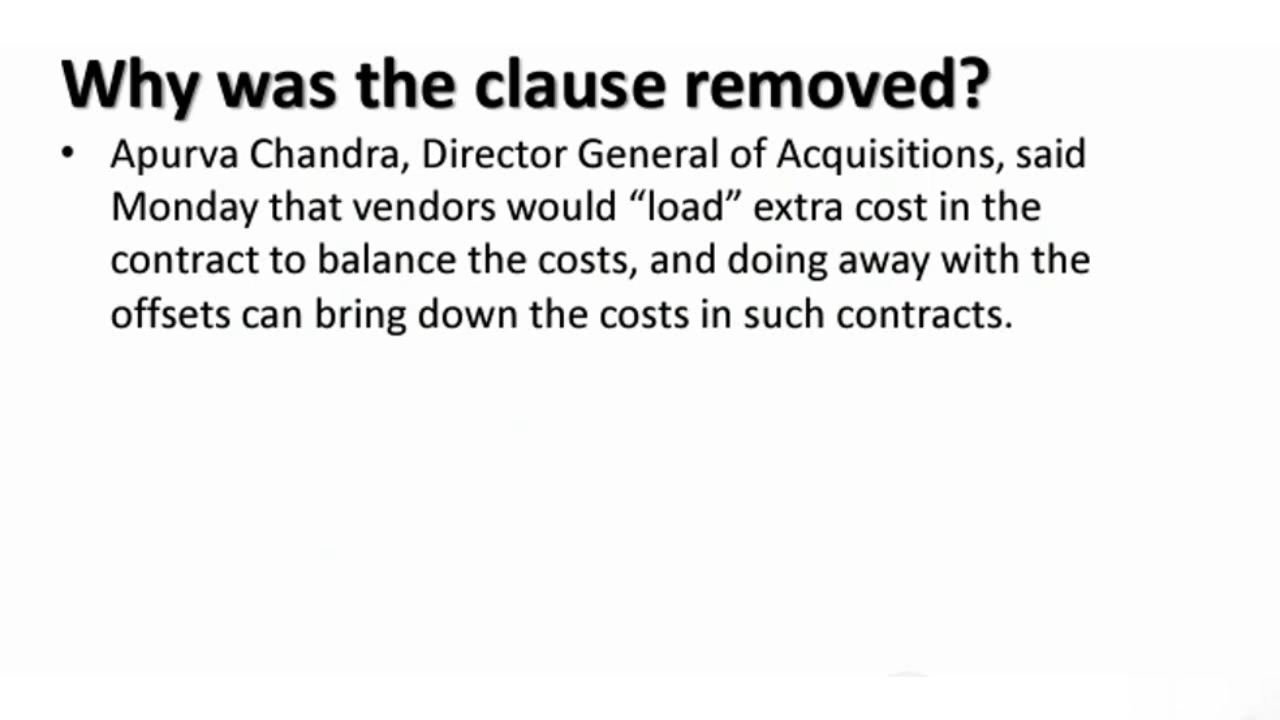 Why was the clause removed?
• Apurva Chandra, Director General of Acquisitions, said
Monday that vendors would “load” extra cost in the
contract to balance the costs, and doing away with the
offsets can bring down the costs in such contracts.